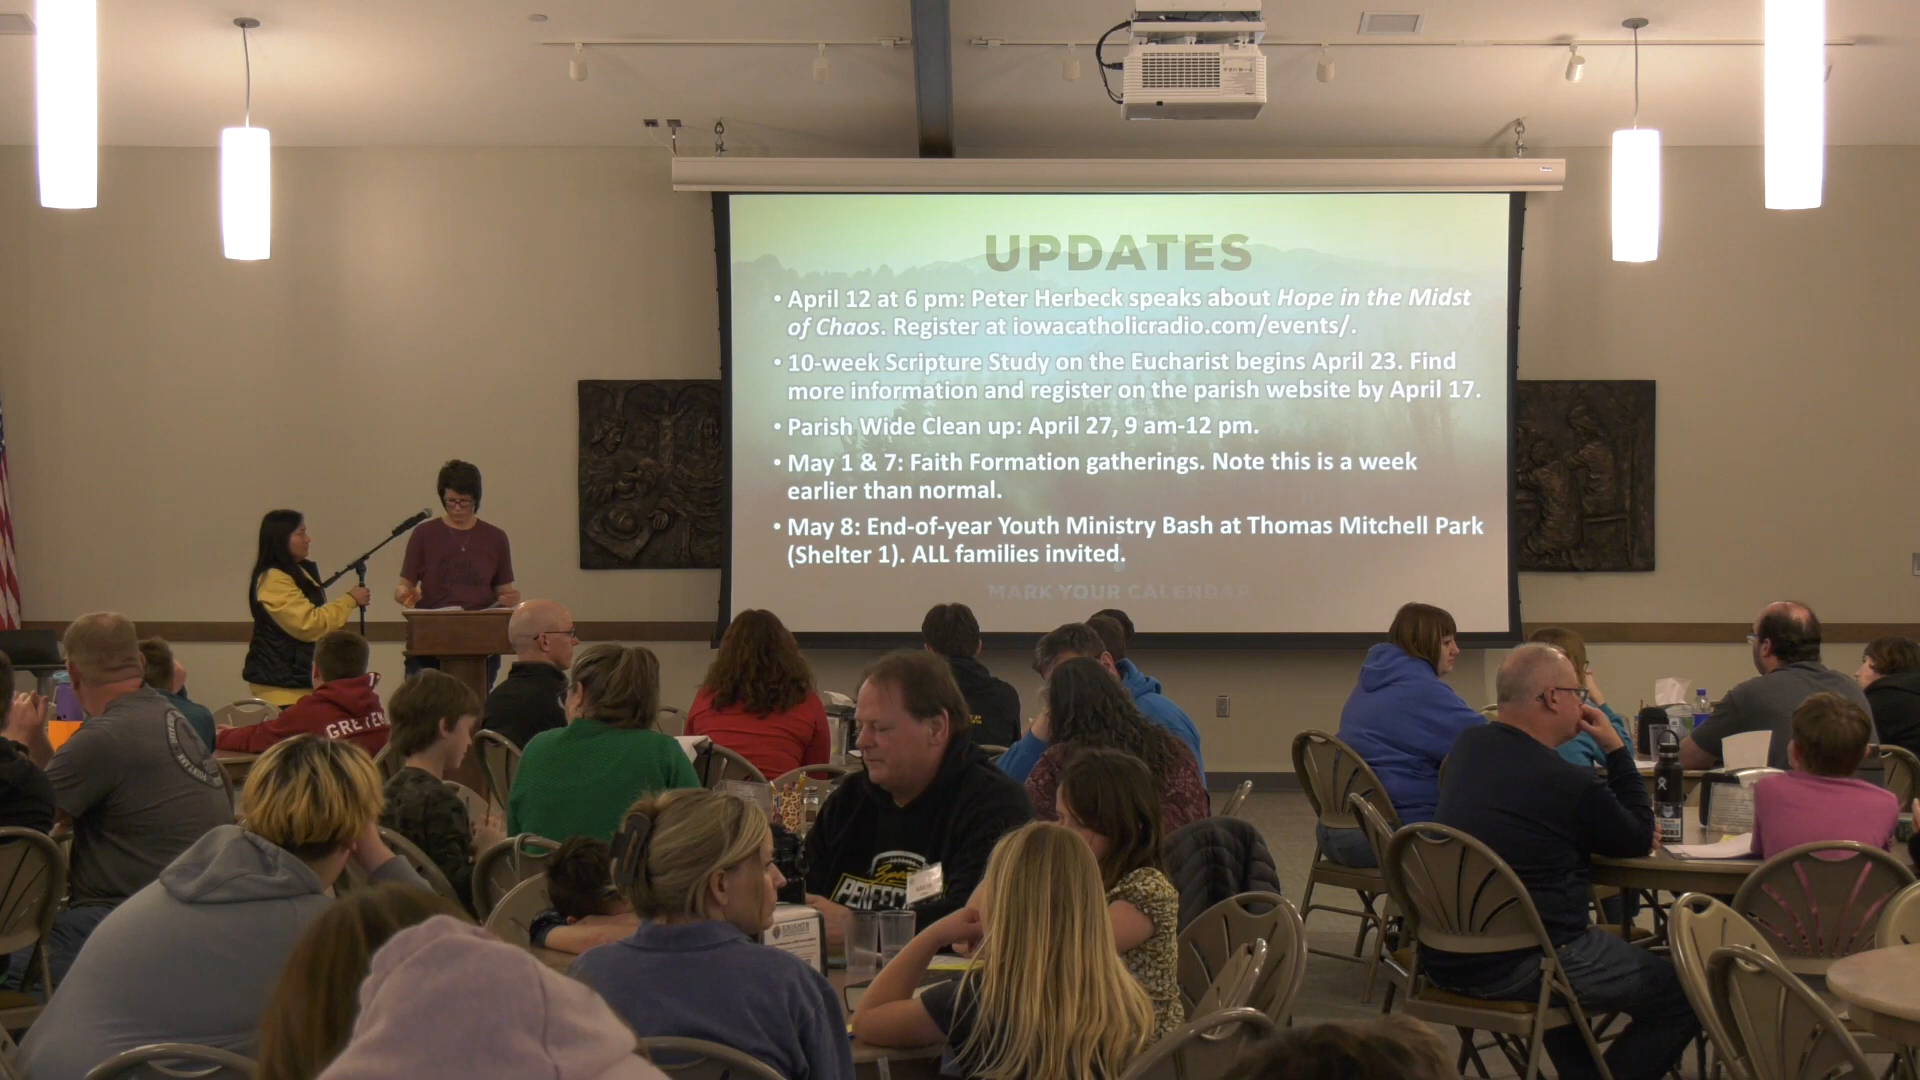 UPDATES
• April 12 at 6 pm: Peter Herbeck speaks about Hope in the Midst
of Chaos. Register at iowacatholicradio.com/events/.
• 10-week Scripture Study on the Eucharist begins April 23. Find
more information and register on the parish website by April 17.
• Parish Wide Clean up: April 27, 9 am-12 pm.
• May 1 & 7: Faith Formation gatherings. Note this is a week
earlier than normal.
• May 8: End-of-year Youth Ministry Bash at Thomas Mitchell Park
(Shelter 1). ALL families invited.
MARK YOUR CALENDAR